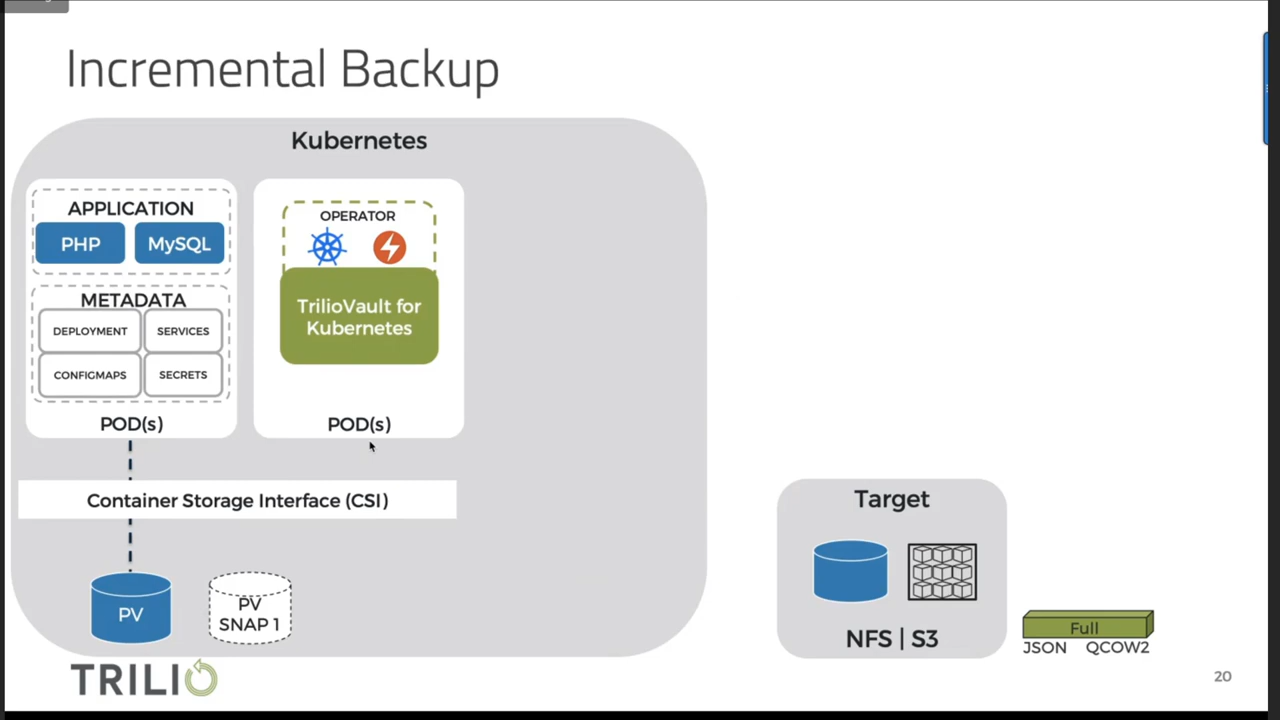 Incremental Backup
Kubernetes
APPLICATION
PHP
MySQL
METADATA
DEPLOYMENT
SERVICES
CONFIGMAPS
SECRETS
POD(s)
OPERATOR
TrilioVault for
Kubernetes
POD(s)
Container Storage Interface (CSI)
PV
PV
SNAP 1
Target
NFS | S3
Full
JSON QCOW2
TRILIO
20